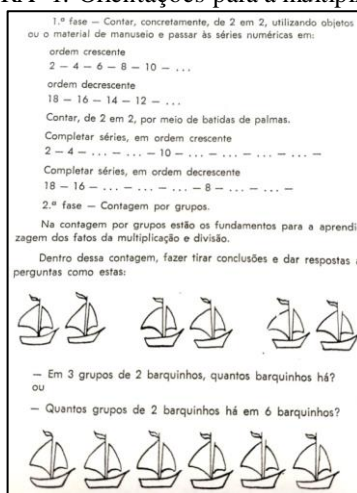 1.ª fase — Contar, concretamente, de 2 em 2, utilizando objetos
ou o material de manuseio e passar às séries numéricas em:
ordem crescente
2 — 4 — 6 — 8 — 10 — ...
ordem decrescente
18 — 16 — 14 — 12 — ...
Contar, de 2 em 2, por meio de batidas de palmas.
Completar séries, em ordem crescente
2 — 4 — ... — ... — 10 — ... — ... — ... — ... —
Completar séries, em ordem decrescente
18 — 16 — ... — ... — ... — 8 — ... — ... —
2.ª fase — Contagem por grupos.
Na contagem por grupos estão os fundamentos para a aprendi-
zagem dos fatos da multiplicação e divisão.
Dentro dessa contagem, fazer tirar conclusões e dar respostas a
perguntas como estas:
— Em 3 grupos de 2 barquinhos, quantos barquinhos há?
ou
— Quantos grupos de 2 barquinhos há em 6 barquinhos?